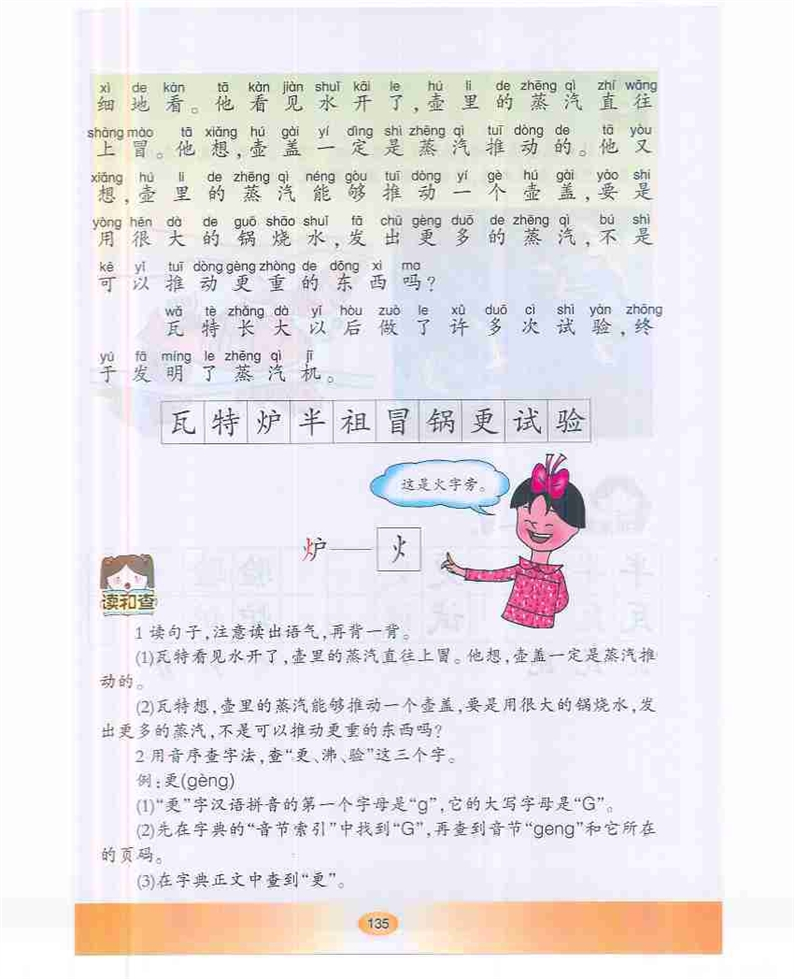 xì de kàn tā kàn jiàn shuǐ kāi le hú li de zhēng qì zhí wǎng
细地看。他看见水开了,壶里的蒸汽直往
shàng mào tā xiǎng hú gài yí dìng shì zhēng qì tuī dòng de tā yòu
上冒。他想,壶盖一定是蒸汽推动的。他又
xiǎng hú li de zhēng qì néng gòu tuī dòng yí gè hú gài yào shi
想,壶里的蒸汽能够推动一个壶盖,要是
yòng hěn dà de guō shāo shuǐ fā chū gèng duō de zhēng qì bú shì
用很大的锅烧水,发出更多的蒸汽,不是
kě yǐ tuī dòng gèng zhòng de dōng xi ma
可以推动更重的东西吗?
wǎ tè zhǎng dà yǐ hòu zuò le xǔ duō cì shì yàn zhōng
瓦特长大以后做了许多次试验,终
yú fā míng le zhēng qì jī
于发明了蒸汽机。
瓦特炉半祖冒锅更试验
这是火字旁。
炉——火
读和查
1 读句子,注意读出语气,再背一背。
(1)瓦特看见水开了,壶里的蒸汽直往上冒。他想,壶盖一定是蒸汽推
动的。
(2)瓦特想,壶里的蒸汽能够推动一个壶盖,要是用很大的锅烧水,发
出更多的蒸汽,不是可以推动更重的东西吗?
2 用音序查字法,查“更、沸、验”这三个字。
例:更(gèng)
(1)“更”字汉语拼音的第一个字母是“g”,它的大写字母是“G”。
(2)先在字典的“音节索引”中找到“G”,再查到音节“geng”和它所在
的页码。
(3)在字典正文中查到“更”。
135